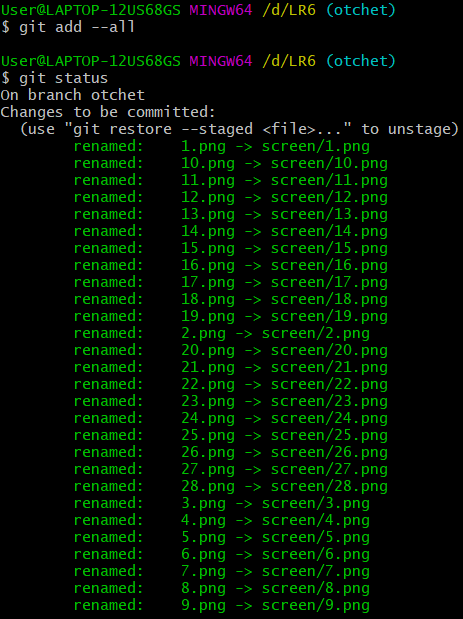 User@LAPTOP-12US68GS MINGW64 /d/LR6 (otchet)
$ git add --all
User@LAPTOP-12US68GS MINGW64 /d/LR6 (otchet)
$ git status
On branch otchet
Changes to be committed:
  (use "git restore --staged <file>..." to unstage)
        renamed:    1.png -> screen/1.png
        renamed:    10.png -> screen/10.png
        renamed:    11.png -> screen/11.png
        renamed:    12.png -> screen/12.png
        renamed:    13.png -> screen/13.png
        renamed:    14.png -> screen/14.png
        renamed:    15.png -> screen/15.png
        renamed:    16.png -> screen/16.png
        renamed:    17.png -> screen/17.png
        renamed:    18.png -> screen/18.png
        renamed:    19.png -> screen/19.png
        renamed:    2.png -> screen/2.png
        renamed:    20.png -> screen/20.png
        renamed:    21.png -> screen/21.png
        renamed:    22.png -> screen/22.png
        renamed:    23.png -> screen/23.png
        renamed:    24.png -> screen/24.png
        renamed:    25.png -> screen/25.png
        renamed:    26.png -> screen/26.png
        renamed:    27.png -> screen/27.png
        renamed:    28.png -> screen/28.png
        renamed:    3.png -> screen/3.png
        renamed:    4.png -> screen/4.png
        renamed:    5.png -> screen/5.png
        renamed:    6.png -> screen/6.png
        renamed:    7.png -> screen/7.png
        renamed:    8.png -> screen/8.png
        renamed:    9.png -> screen/9.png